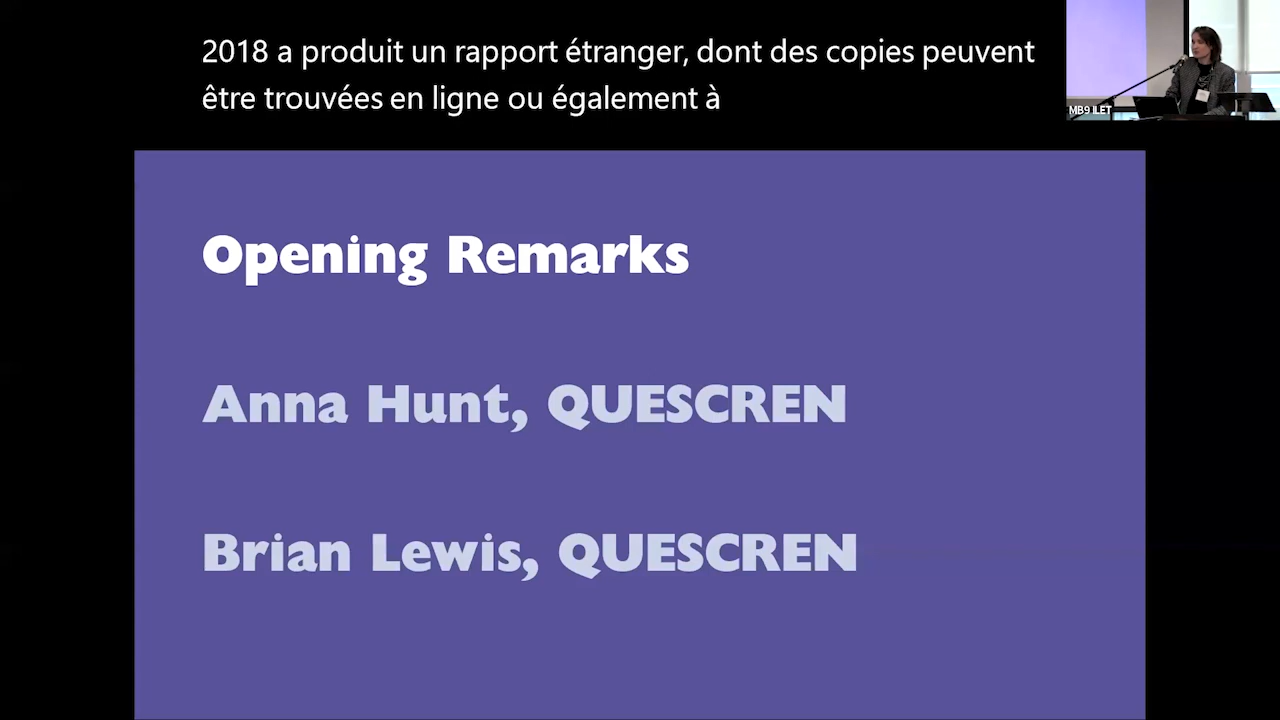 2018 a produit un rapport étranger, dont des copies peuvent
être trouvées en ligne ou également à
MB9 ILET
Opening Remarks
Anna Hunt, QUESCREN
Brian Lewis, QUESCREN